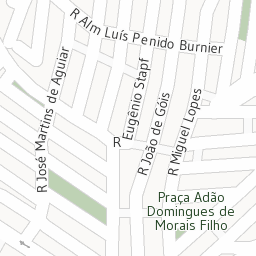 R Alm Luís Penido Burnier
R José Martins de Aguiar
R Eugênio Stapf
R João de Góis
R Miguel Lopes
Praça Adão
Domingues de
Morais Filho